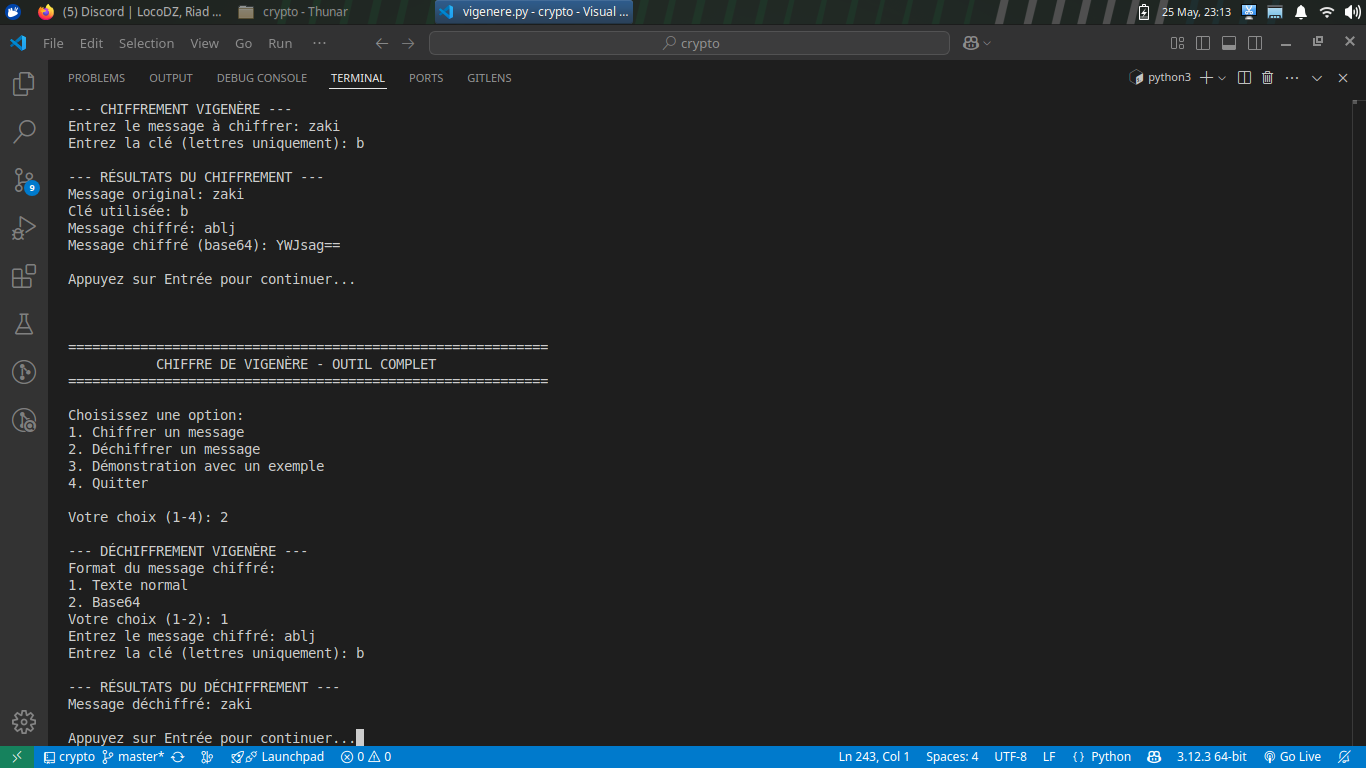 (5) Discord | LocoDZ, Riad ...
crypto - Thunar
vigenere.py - crypto - Visual ...
25 May, 23:13
File Edit Selection View Go Run ...
crypto
PROBLEMS OUTPUT DEBUG CONSOLE TERMINAL PORTS GITLENS
python3
--- CHIFFREMENT VIGENÈRE ---
Entrez le message à chiffrer: zaki
Entrez la clé (lettres uniquement): b
--- RÉSULTATS DU CHIFFREMENT ---
Message original: zaki
Clé utilisée: b
Message chiffré: ablj
Message chiffré (base64): YWJsag==
Appuyez sur Entrée pour continuer...
============================================================
CHIFFRE DE VIGENÈRE - OUTIL COMPLET
============================================================
Choisissez une option:
1. Chiffrer un message
2. Déchiffrer un message
3. Démonstration avec un exemple
4. Quitter
Votre choix (1-4): 2
--- DÉCHIFFREMENT VIGENÈRE ---
Format du message chiffré:
1. Texte normal
2. Base64
Votre choix (1-2): 1
Entrez le message chiffré: ablj
Entrez la clé (lettres uniquement): b
--- RÉSULTATS DU DÉCHIFFREMENT ---
Message déchiffré: zaki
Appuyez sur Entrée pour continuer...
9
crypto master* Launchpad 0 0 Ln 243, Col 1 Spaces: 4 UTF-8 LF {} Python 3.12.3 64-bit Go Live